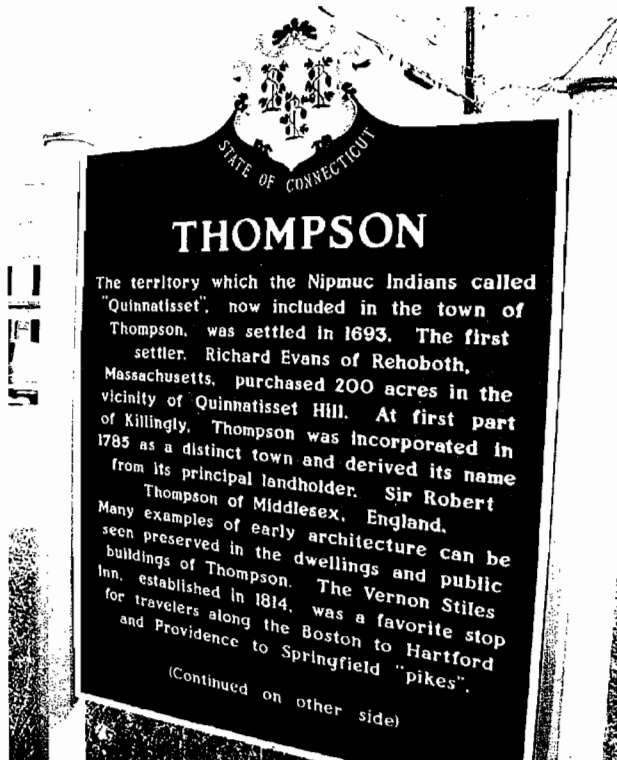 STATE OF CONNECTICUT
THOMPSON
The territory which the Nipmuc Indians called
"Quinnatisset", now included in the town of
Thompson, was settled in 1693. The first
settler, Richard Evans of Rehoboth,
Massachusetts, purchased 200 acres in the
vicinity of Quinnatisset Hill. At first part
of Killingly, Thompson was incorporated in
1785 as a distinct town and derived its name
from its principal landholder, Sir Robert
Thompson of Middlesex, England.
Many examples of early architecture can be
seen preserved in the dwellings and public
buildings of Thompson. The Vernon Stiles
Inn, established in 1814, was a favorite stop
for travelers along the Boston to Hartford
and Providence to Springfield "pikes".
(Continued on other side)